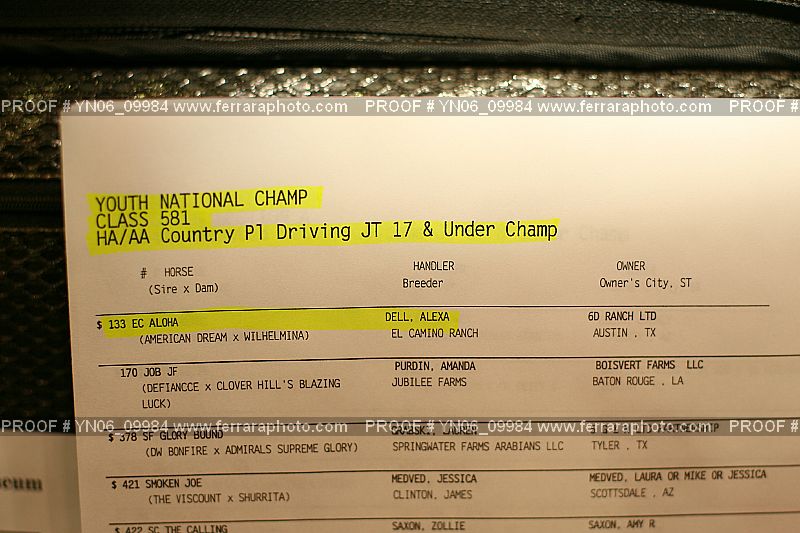 PROOF # YN06_09984 www.ferraraphoto.com PROOF # YN06_09984 www.ferraraphoto.com PROOF # YN
YOUTH NATIONAL CHAMP
CLASS 581
HA/AA Country Pl Driving JT 17 & Under Champ
# HORSE HANDLER OWNER
(Sire x Dam) Breeder Owner's City, ST
$ 133 EC ALOHA DELL, ALEXA 6D RANCH LTD
(AMERICAN DREAM x WILHELMINA) EL CAMINO RANCH AUSTIN , TX
170 JOB JF PURDIN, AMANDA BOISVERT FARMS LLC
(DEFIANCCE x CLOVER HILL'S BLAZING JUBILEE FARMS BATON ROUGE , LA
LUCK)
PROOF # YN06_09984 www.ferraraphoto.com PROOF # YN06_09984 www.ferraraphoto.com PROOF # YN
$ 378 SF GLORY BOUND
(DW BONFIRE x ADMIRALS SUPREME GLORY) SPRINGWATER FARMS ARABIANS LLC TYLER , TX
$ 421 SMOKEN JOE MEDVED, JESSICA MEDVED, LAURA OR MIKE OR JESSICA
(THE VISCOUNT x SHURRITA) CLINTON, JAMES SCOTTSDALE , AZ
$ 422 SC THE CALLING SAXON, ZOLLIE SAXON, AMY R